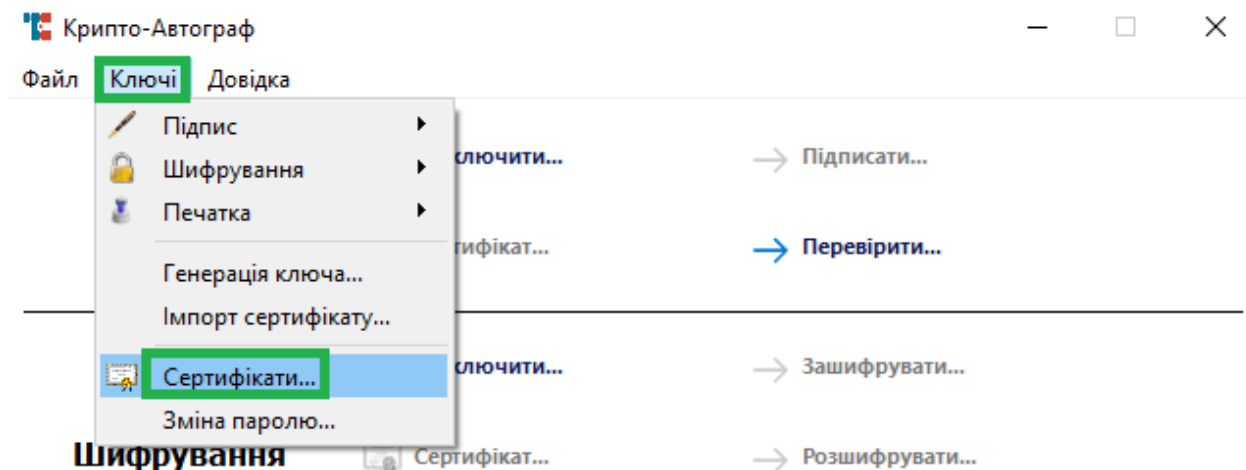 Крипто-Автограф
Файл Ключі Довідка
Підпис
Шифрування
Печатка
Генерація ключа...
Імпорт сертифікату...
Сертифікати...
Зміна паролю...
ключити...
Підписати...
тифікат...
Перевірити...
ключити...
Зашифрувати...
Шифрування
Сертифікат...
Розшифрувати...